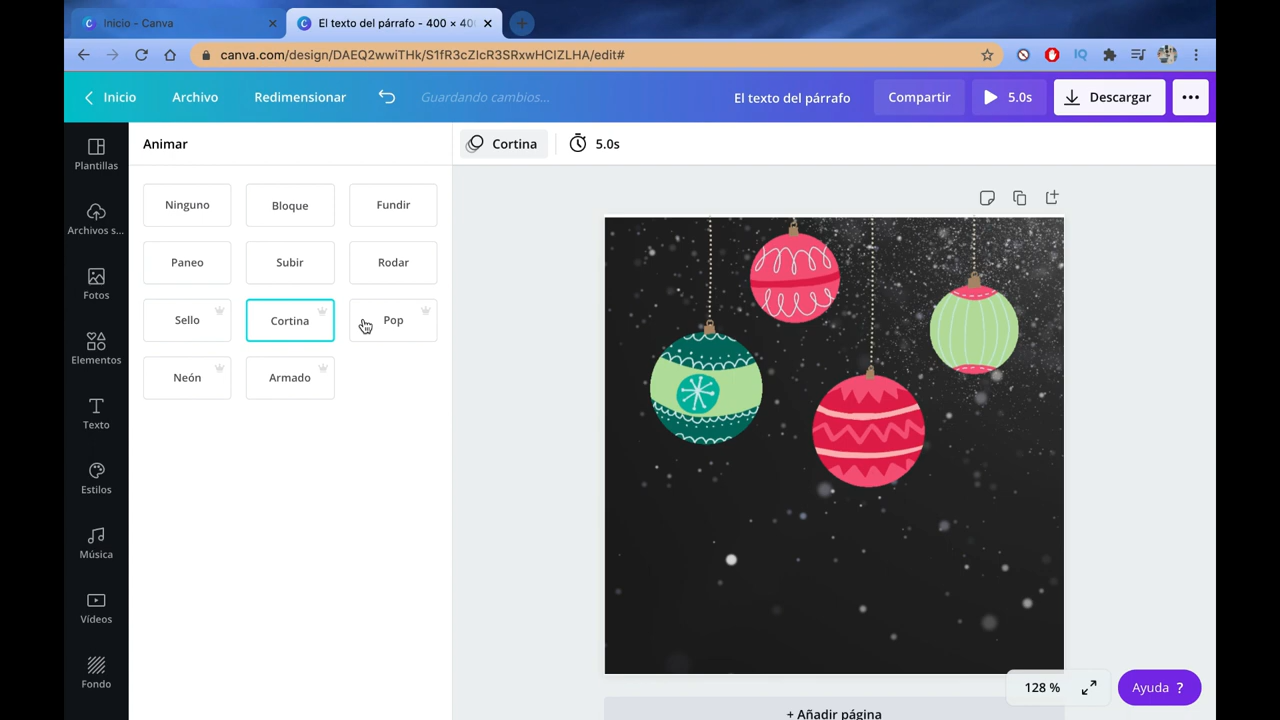 Inicio - Canva
El texto del párrafo - 400 × 40
canva.com/design/DAEQ2wwiTHk/S1fR3cZIcR3SRxwHClZLHA/edit#
IQ
Inicio
Archivo
Redimensionar
Guardando cambios...
El texto del párrafo
Compartir
5.0s
Descargar
Plantillas
Archivos s...
Fotos
Elementos
Texto
Estilos
Música
Vídeos
Fondo
Animar
Ninguno
Bloque
Fundir
Paneo
Subir
Rodar
Sello
Cortina
Pop
Neón
Armado
Cortina
5.0s
+ Añadir página
128 %
Ayuda ?